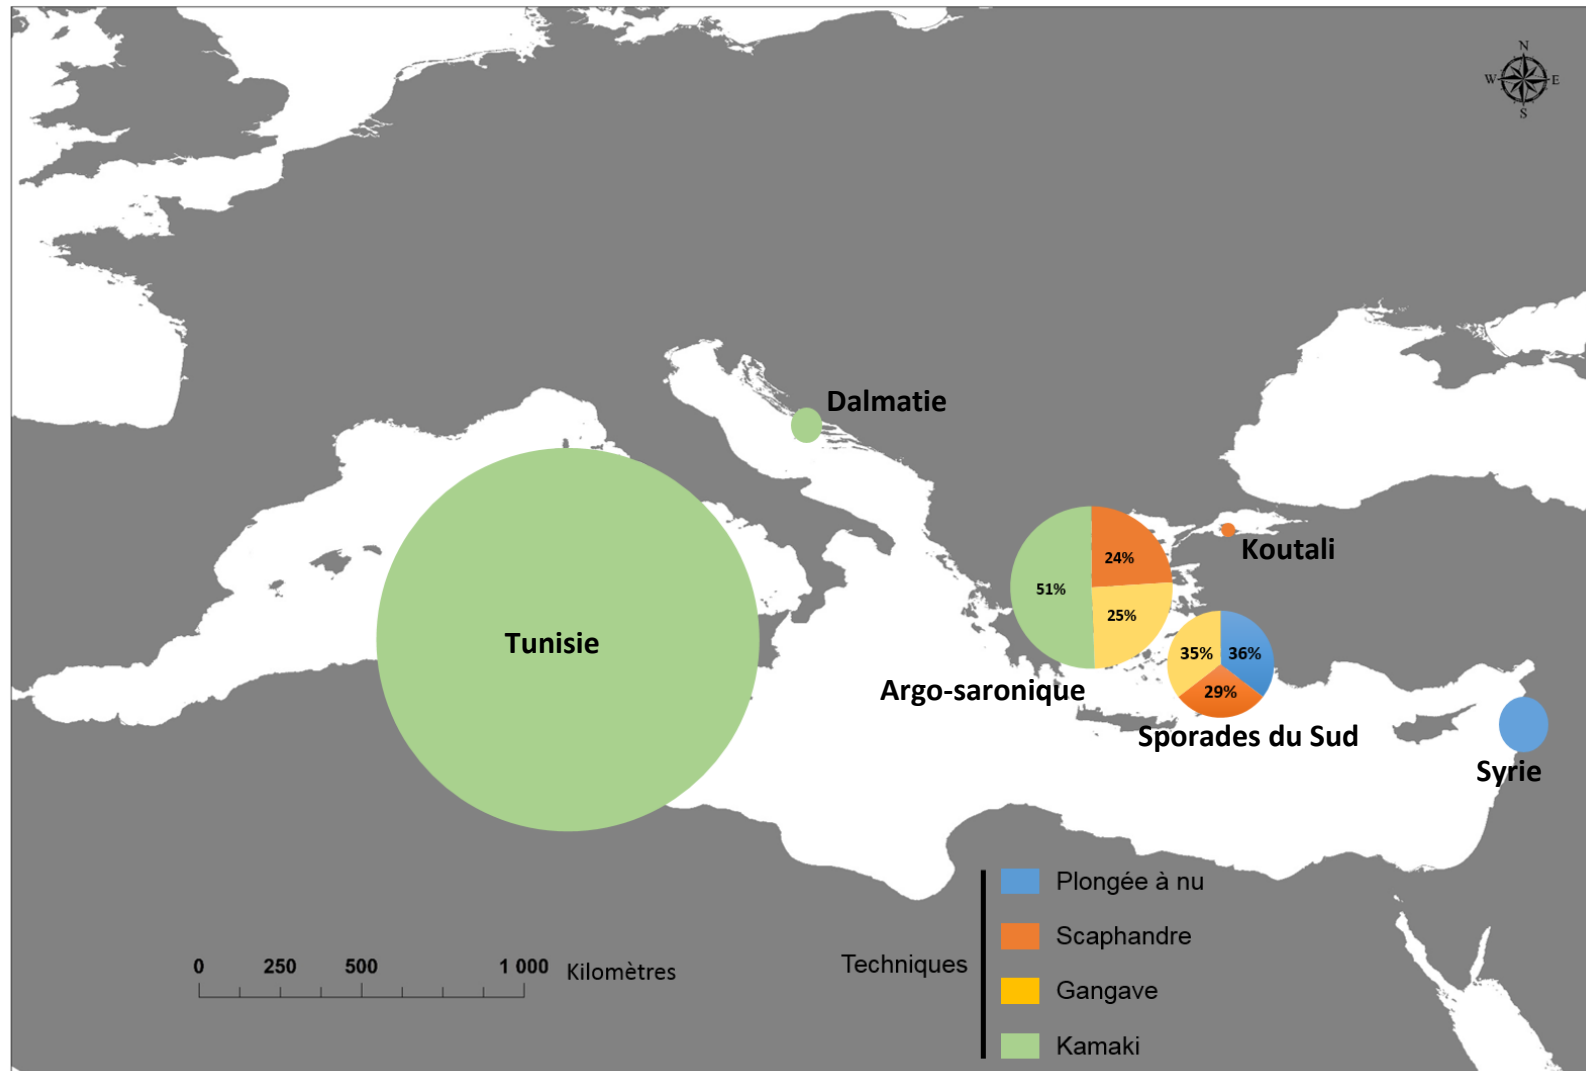 N
W E
S
Dalmatie
Koutali
24%
51%
25%
Tunisie
35% 36%
29%
Argo-saronique
Sporades du Sud
Syrie
Techniques
Plongée à nu
Scaphandre
Gangave
Kamaki
0 250 500 1 000 Kilomètres